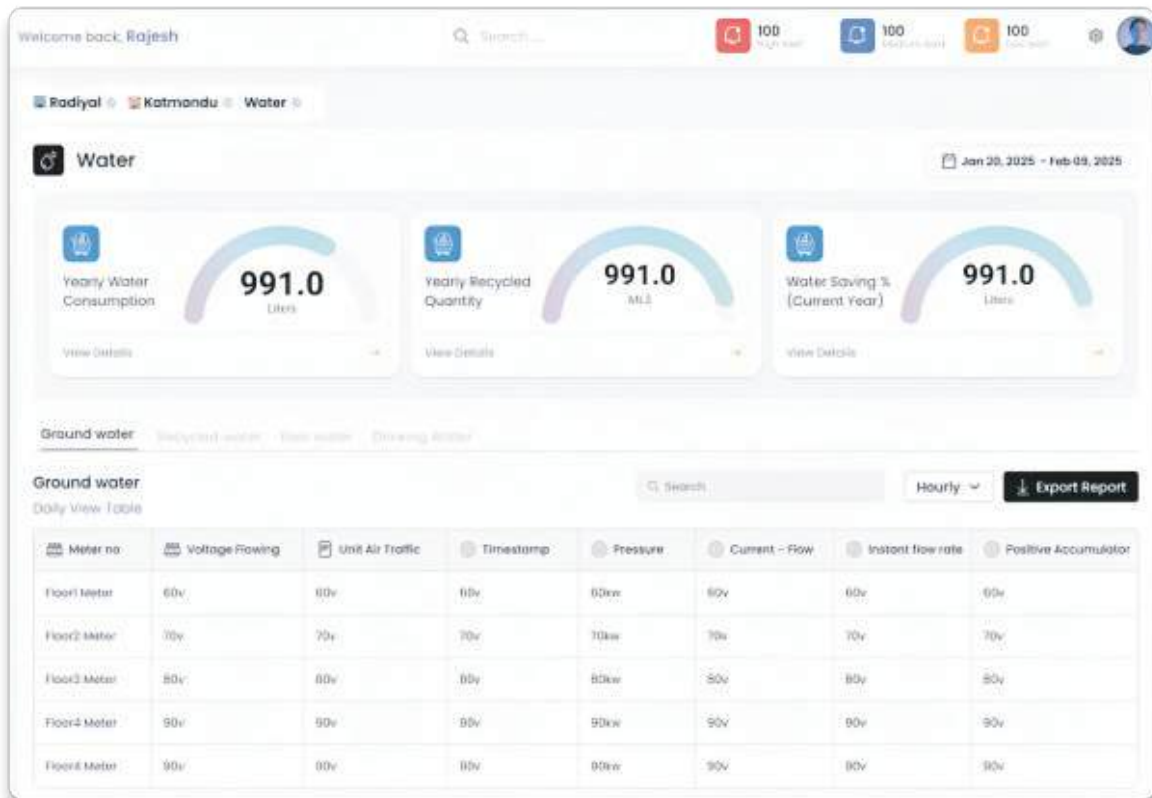 Welcome back, Rajesh
Search...
100
High alert
100
Medium alert
100
Radiyal Katmandu Water
Water
Jan 20, 2025 - Feb 09, 2025
Yearly Water
Consumption
991.0
Liters
View Details
Yearly Recycled
Quantity
991.0
View Details
Water Saving %
(Current Year)
991.0
Liters
View Details
Ground water Recycled water Drinking Water
Ground water
Daily View Table
Search
Hourly
Export Report
Meter no Voltage Flowing Unit Air Traffic Timestamp Pressure Current - Flow Instant flow rate Positive Accumulator
Floor1 Meter 60v 60v 60v 60kw 60v 60v 60v
Floor2 Meter 70v 70v 70v 70kw 70v 70v 70v
Floor3 Meter 80v 80v 80v 80kw 80v 80v 80v
Floor4 Meter 90v 90v 90v 90kw 90v 90v 90v
Meter 90v 90v 90v 90kw 90v 90v 90v